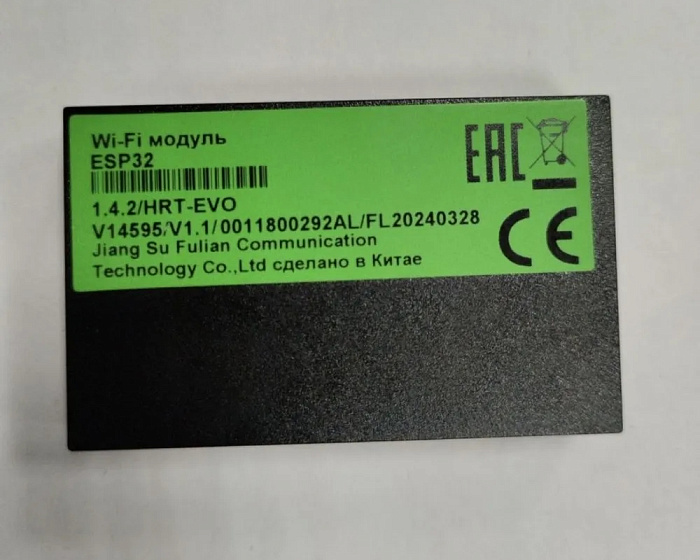 Wi-Fi модуль
ESP32
1.4.2/HRT-EVO
V14595/V1.1/0011800292AL/FL20240328
Jiang Su Fulian Communication
Technology Co.,Ltd сделано в Китае
EAC
CE